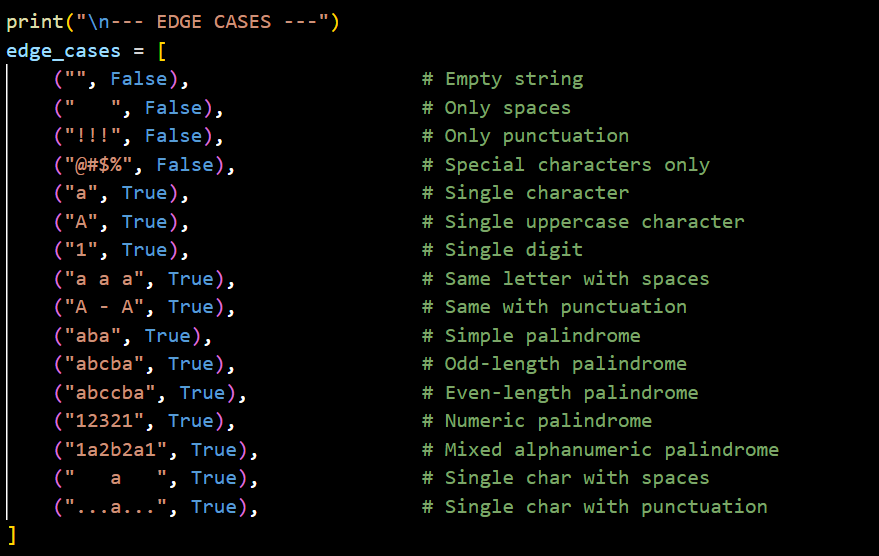 print("\n--- EDGE CASES ---")
edge_cases = [
    ("", False),                    # Empty string
    ("   ", False),                 # Only spaces
    ("!!!", False),                 # Only punctuation
    ("@#$%", False),                # Special characters only
    ("a", True),                    # Single character
    ("A", True),                    # Single uppercase character
    ("1", True),                    # Single digit
    ("a a a", True),                # Same letter with spaces
    ("A - A", True),                # Same with punctuation
    ("aba", True),                  # Simple palindrome
    ("abcba", True),                # Odd-length palindrome
    ("abccba", True),               # Even-length palindrome
    ("12321", True),                # Numeric palindrome
    ("1a2b2a1", True),              # Mixed alphanumeric palindrome
    ("   a   ", True),              # Single char with spaces
    ("...a...", True),              # Single char with punctuation
]